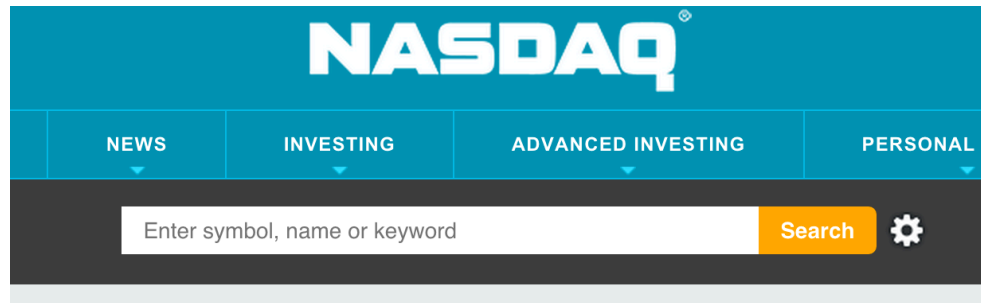 NASDAQ®
NEWS INVESTING ADVANCED INVESTING PERSONAL
Enter symbol, name or keyword Search